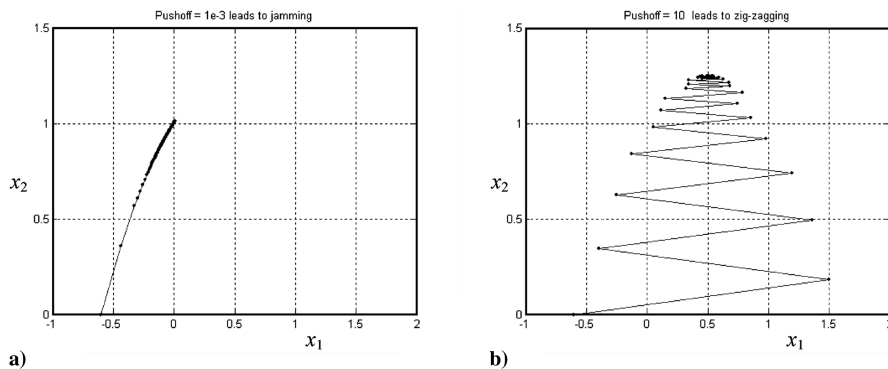 Pushoff = 1e-3 leads to jamming
1.5
1
x2
0.5
0
-1 -0.5 0 0.5 1 1.5 2
x1
a)
Pushoff = 10 leads to zig-zagging
1.5
1
x2
0.5
0
-1 -0.5 0 0.5 1 1.5 2
x1
b)